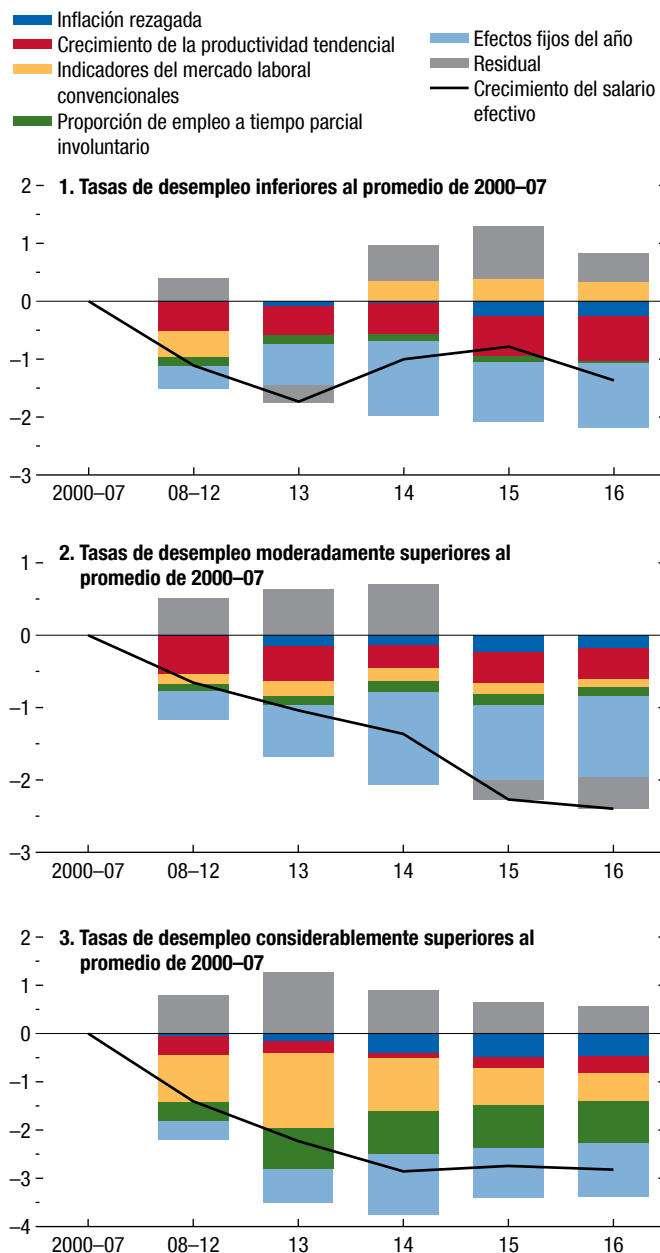 Inflación rezagada
Crecimiento de la productividad tendencial
Indicadores del mercado laboral
convencionales
Proporción de empleo a tiempo parcial
involuntario
Efectos fijos del año
Residual
Crecimiento del salario
efectivo
1. Tasas de desempleo inferiores al promedio de 2000–07
2
1
0
–1
–2
–3
2000–07 08–12 13 14 15 16
2. Tasas de desempleo moderadamente superiores al
promedio de 2000–07
1
0
–1
–2
–3
2000–07 08–12 13 14 15 16
3. Tasas de desempleo considerablemente superiores al
promedio de 2000–07
2
1
0
–1
–2
–3
–4
2000–07 08–12 13 14 15 16